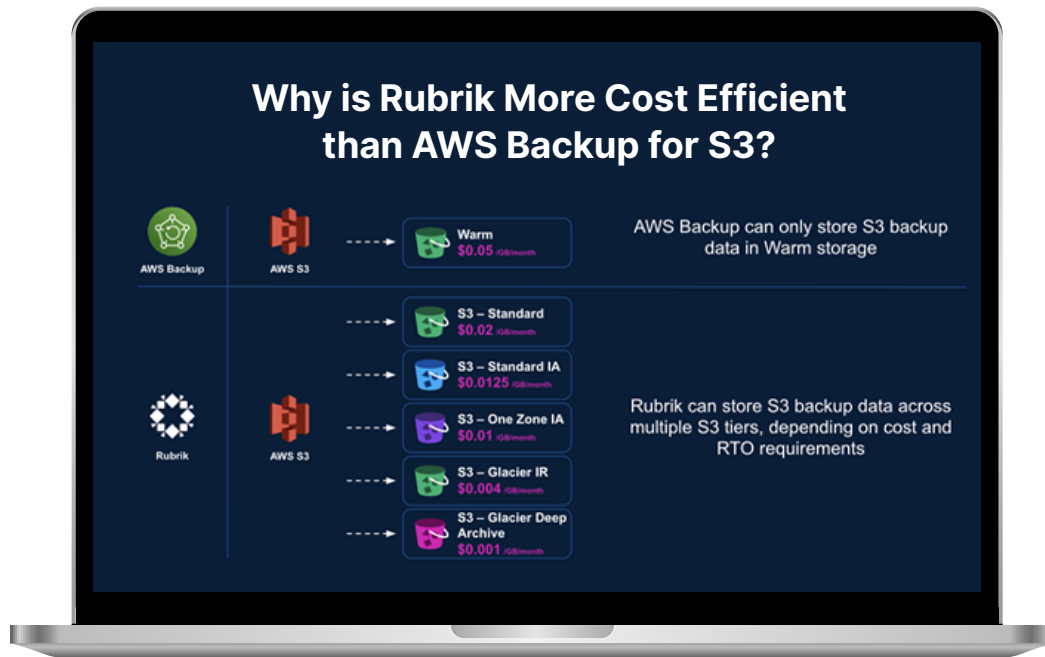 Why is Rubrik More Cost Efficient
than AWS Backup for S3?
AWS Backup
AWS S3
Warm
$0.05 /GB/month
AWS Backup can only store S3 backup
data in Warm storage
Rubrik
AWS S3
S3 – Standard
$0.02 /GB/month
S3 – Standard IA
$0.0125 /GB/month
S3 – One Zone IA
$0.01 /GB/month
S3 – Glacier IR
$0.004 /GB/month
S3 – Glacier Deep
Archive
$0.001 /GB/month
Rubrik can store S3 backup data across
multiple S3 tiers, depending on cost and
RTO requirements